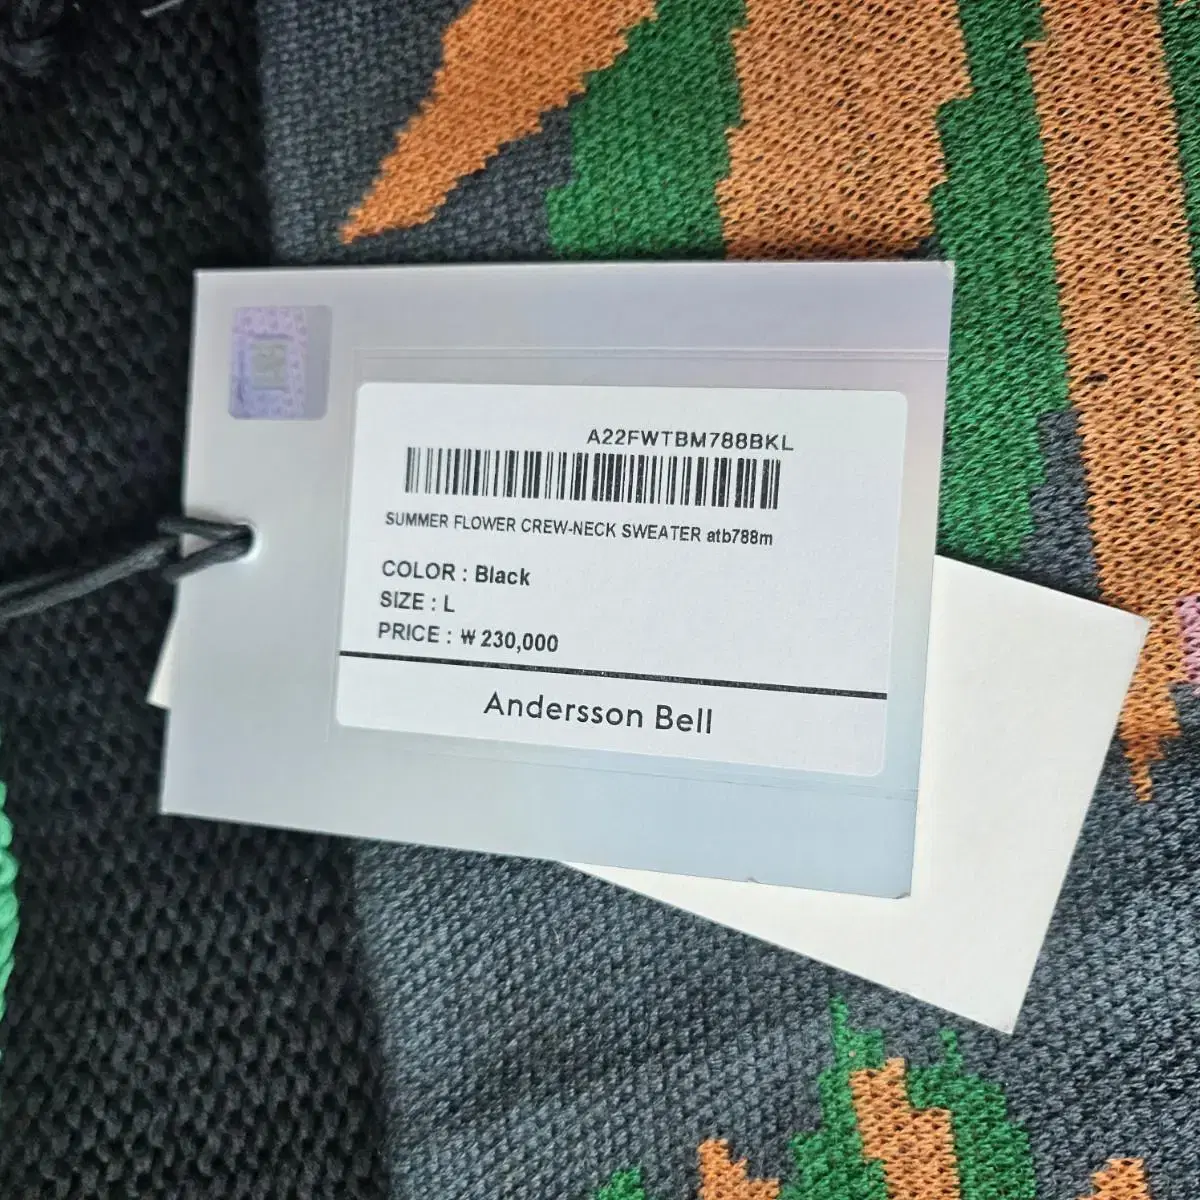 A22FWTBM788BKL
SUMMER FLOWER CREW-NECK SWEATER atb788m
COLOR : Black
SIZE : L
PRICE : ₩ 230,000
Andersson Bell